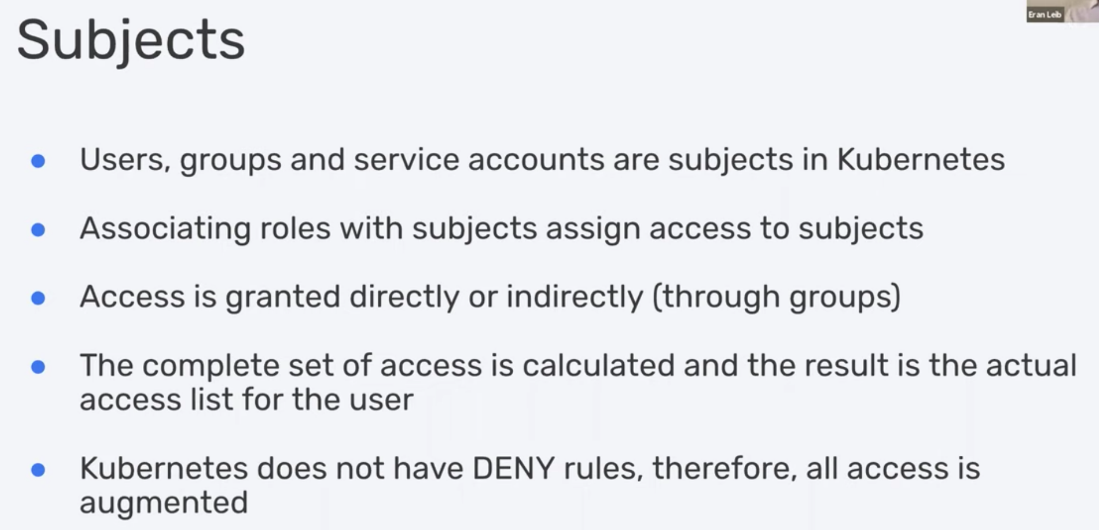 Eran Leib
Subjects
Users, groups and service accounts are subjects in Kubernetes
Associating roles with subjects assign access to subjects
Access is granted directly or indirectly (through groups)
The complete set of access is calculated and the result is the actual
access list for the user
Kubernetes does not have DENY rules, therefore, all access is
augmented